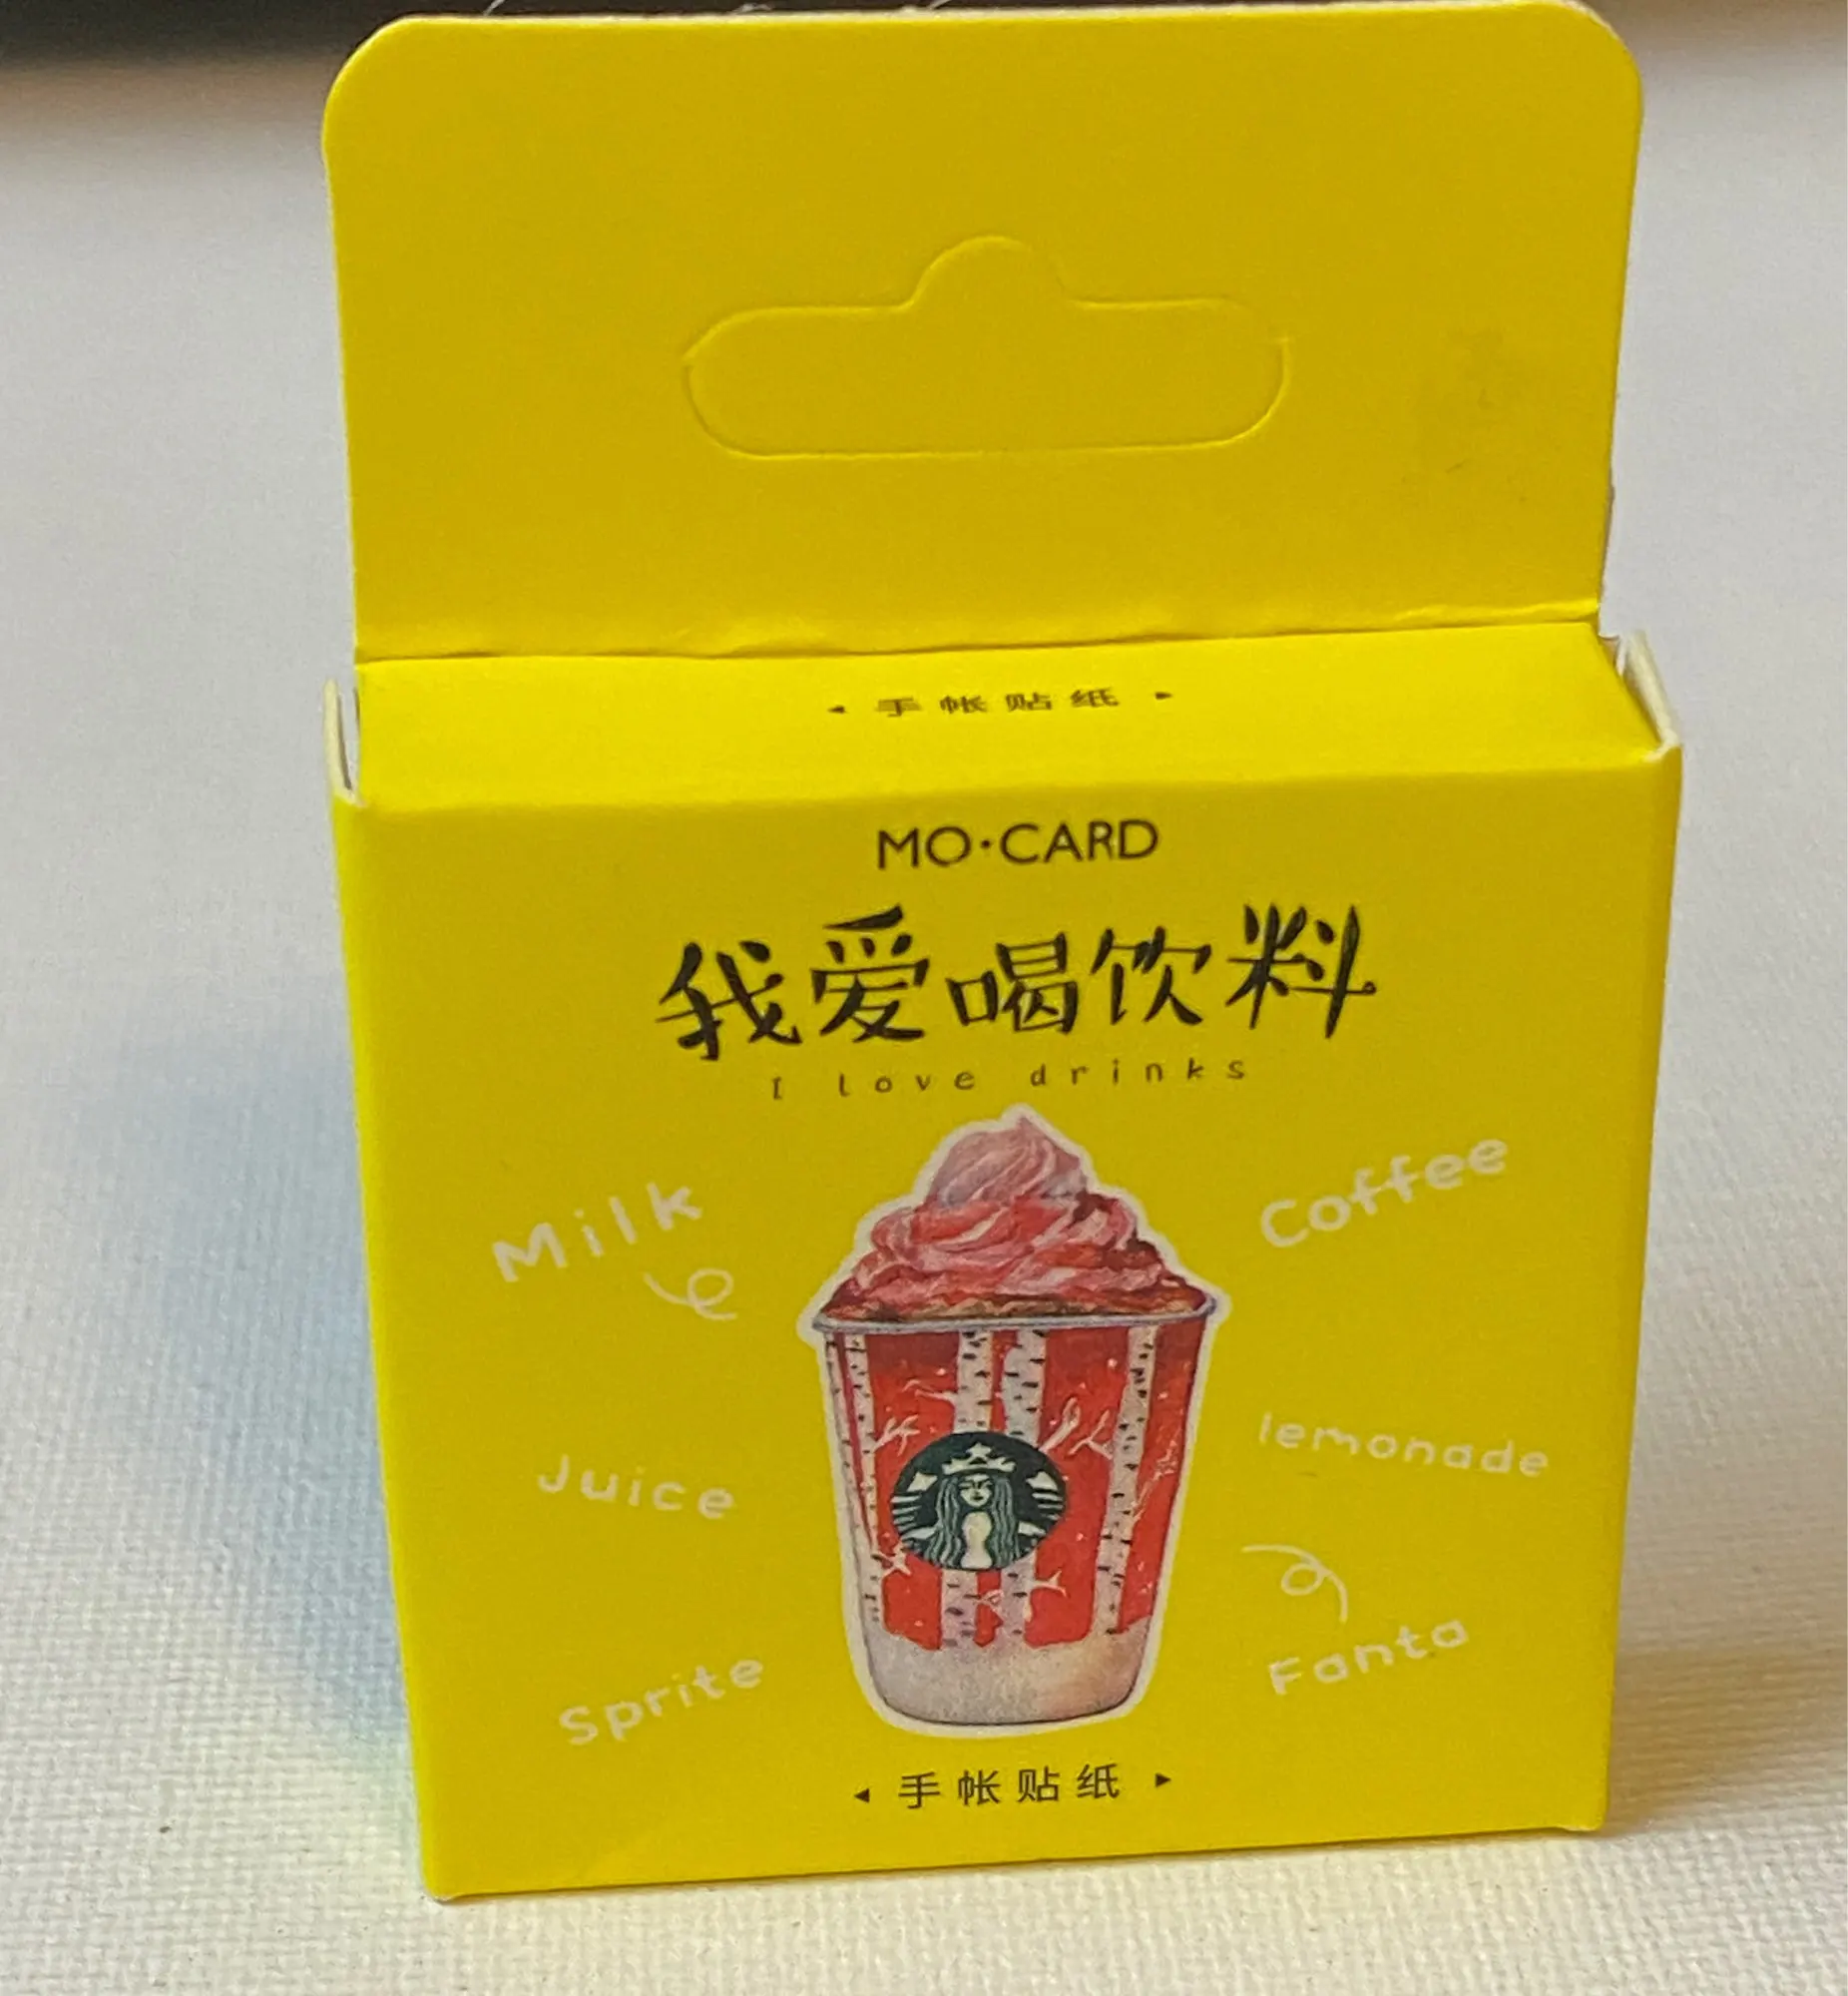 手帐贴纸
MO·CARD
我爱喝饮料
I love drinks
Milk
Coffee
Juice
lemonade
Sprite
Fanta
手帐贴纸